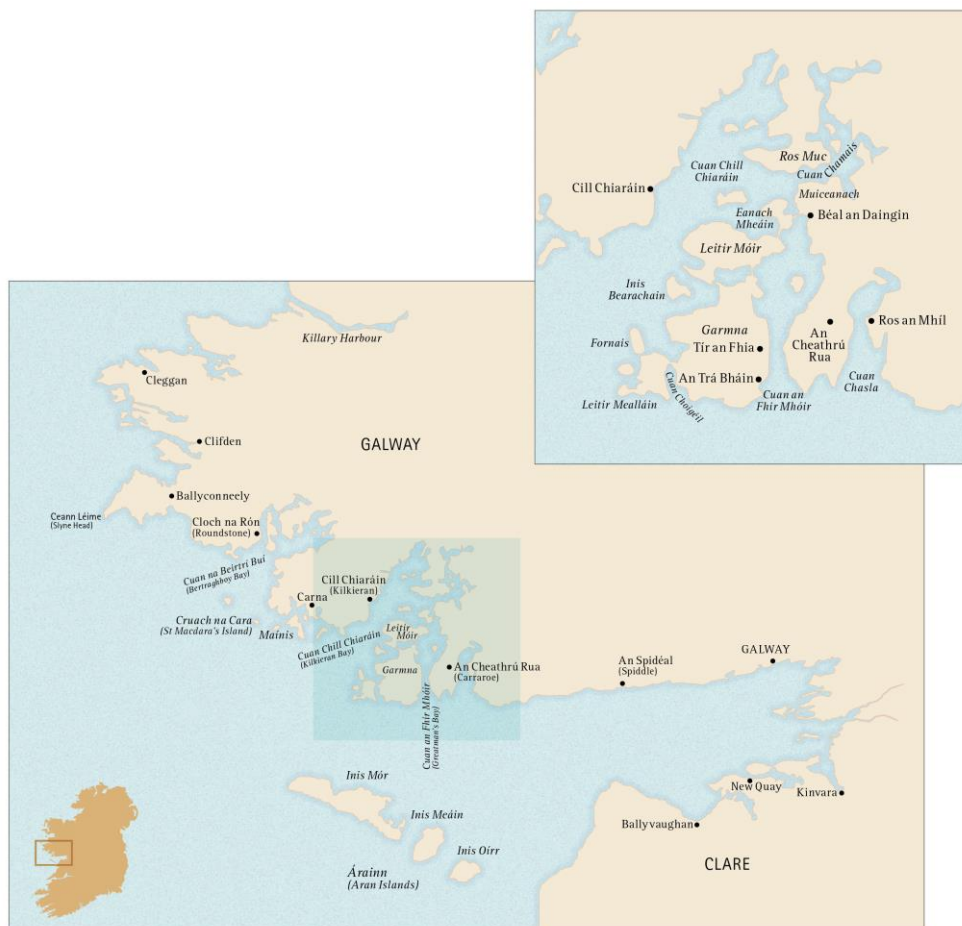 Ros Muc
Cuan Chamais
Cuan Chill
Chiaráin
Cill Chiaráin
Muiceanach
Eanach
Mheáin
Béal an Daingin
Leitir Móir
Inis
Bearachain
Garmna
An
Cheathrú
Rua
Ros an Mhíl
Fornais
Tír an Fhia
An Trá Bháin
Cuan
Chasla
Leitir Mealláin
Cuan Choigéil
Cuan an
Fhir Mhóir
Killary Harbour
Cleggan
Clifden
GALWAY
Ballyconneely
Ceann Léime
(Slyne Head)
Cloch na Rón
(Roundstone)
Cuan na Beirtrí Buí
(Bertraghboy Bay)
Cill Chiaráin
(Kilkieran)
Carna
Cruach na Cara
(St Macdara's Island)
Maínis
Leitir
Móir
Cuan Chill Chiaráin
(Kilkieran Bay)
Garmna
An Cheathrú Rua
(Carraroe)
An Spidéal
(Spiddle)
GALWAY
Cuan an Fhir Mhóir
(Greatman's Bay)
Inis Mór
Inis Meáin
Inis Oírr
Árainn
(Aran Islands)
New Quay
Kinvara
Ballyvaughan
CLARE